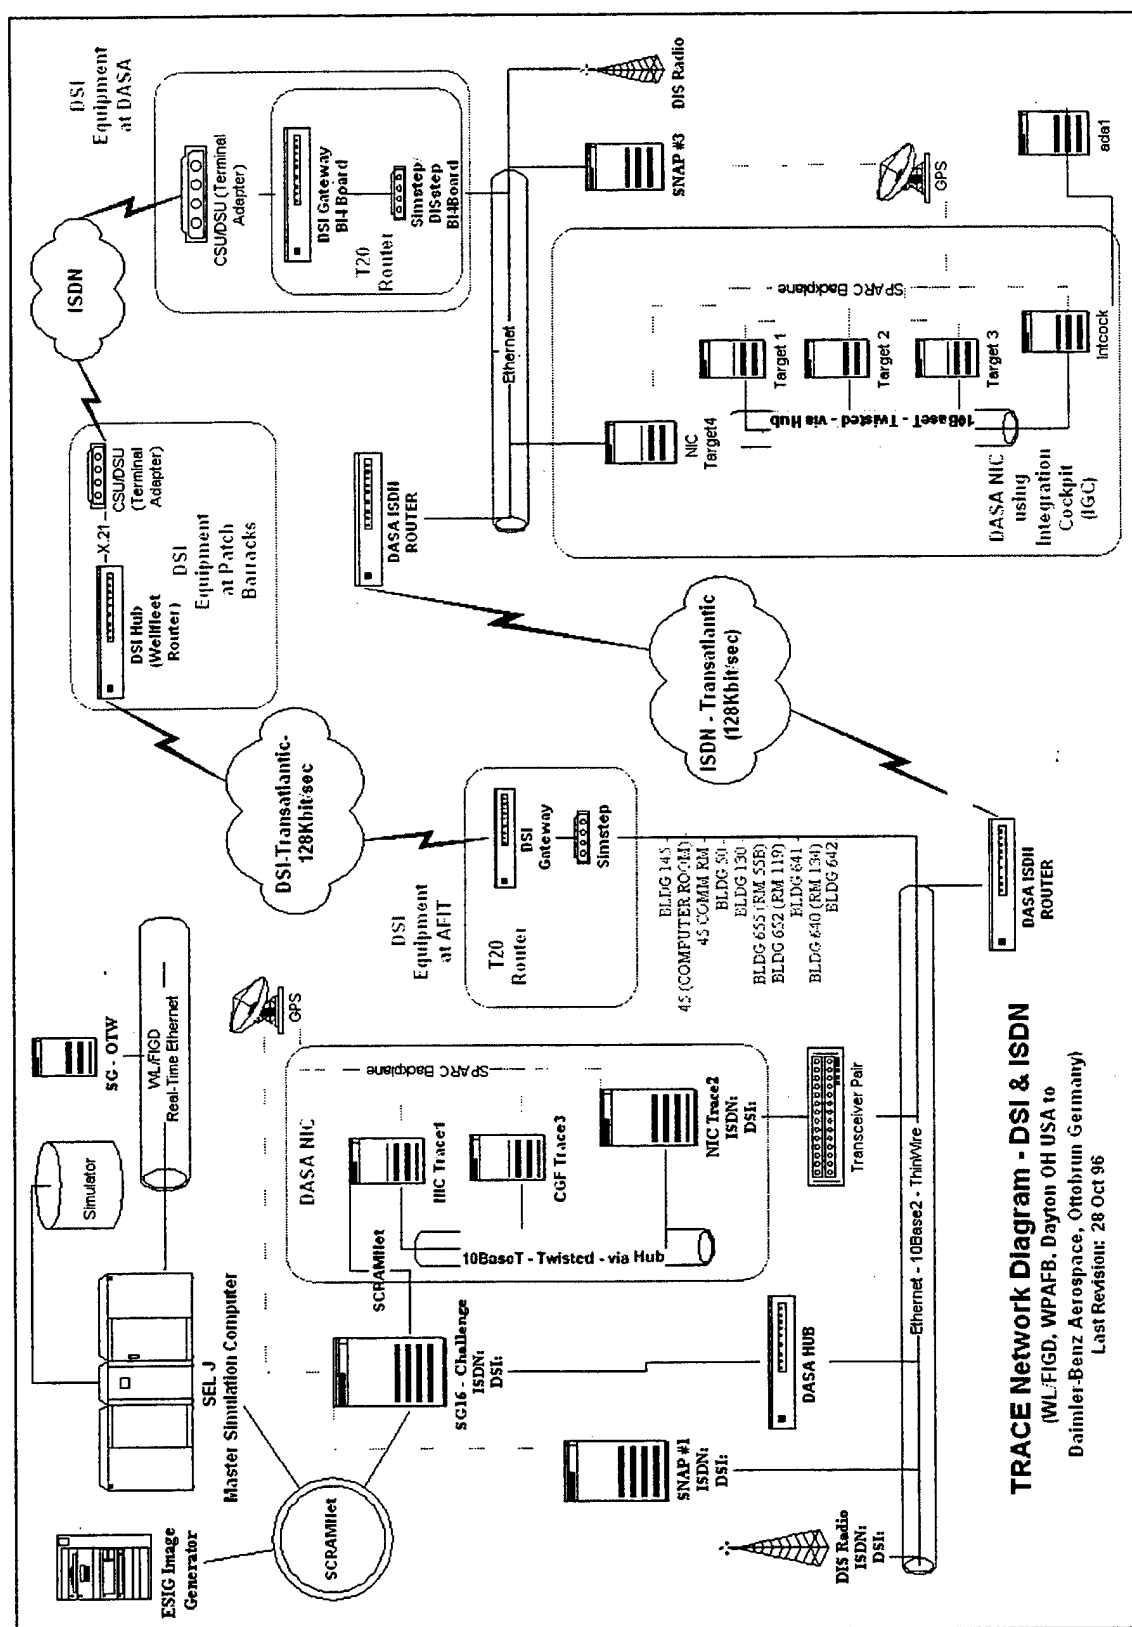 ESIG Image
Generator
SCRAMNet
SEL J
Master Simulation Computer
Simulator
SG - OTW
WL/FIGD
Real-Time Ethernet
SG16 - Challenge
ISDN:
DSI:
SCRAMNet
DASA NIC
SPARC Backplane
NIC Trace1
CGF Trace3
NIC Trace2
ISDN:
DSI:
10BaseT - Twisted - via Hub
GPS
SNAP #1
ISDN:
DSI:
DIS Radio
ISDN:
DSI:
DASA HUB
Transceiver Pair
Ethernet - 10Base2 - ThinWire
DSI
Equipment
at AFIT
T20
Router
DSI
Gateway
Simstep
BLDG 145 -
45 (COMPUTER ROOM)
45 COMM RM -
BLDG 50 -
BLDG 130
BLDG 655 (RM 55B)
BLDG 652 (RM 119)
BLDG 641
BLDG 640 (RM 134)
BLDG 642
DASA ISDN
ROUTER
DSI-Transatlantic-
128Kbit/sec
ISDN - Transatlantic
(128Kbit/sec)
DSI Hub
(Wellfleet
Router)
X.21
CSU/DSU
(Terminal
Adapter)
DSI
Equipment
at Patch
Barracks
ISDN
DSI
Equipment
at DASA
CSU/DSU (Terminal
Adapter)
DSI Gateway
BI-I Board
T20
Router
Simstep/
DISstep
BI-IBoard
DASA ISDN
ROUTER
Ethernet
DIS Radio
SNAP #3
GPS
ada1
NIC
Target4
SPARC Backplane
Target 1
Target 2
Target 3
Intcock
10BaseT - Twisted - via Hub
DASA NIC
using
Integration
Cockpit
(IGC)
TRACE Network Diagram - DSI & ISDN
(WL/FIGD, WPAFB, Dayton OH USA to
Daimler-Benz Aerospace, Ottobrun Germany)
Last Revision: 28 Oct 96